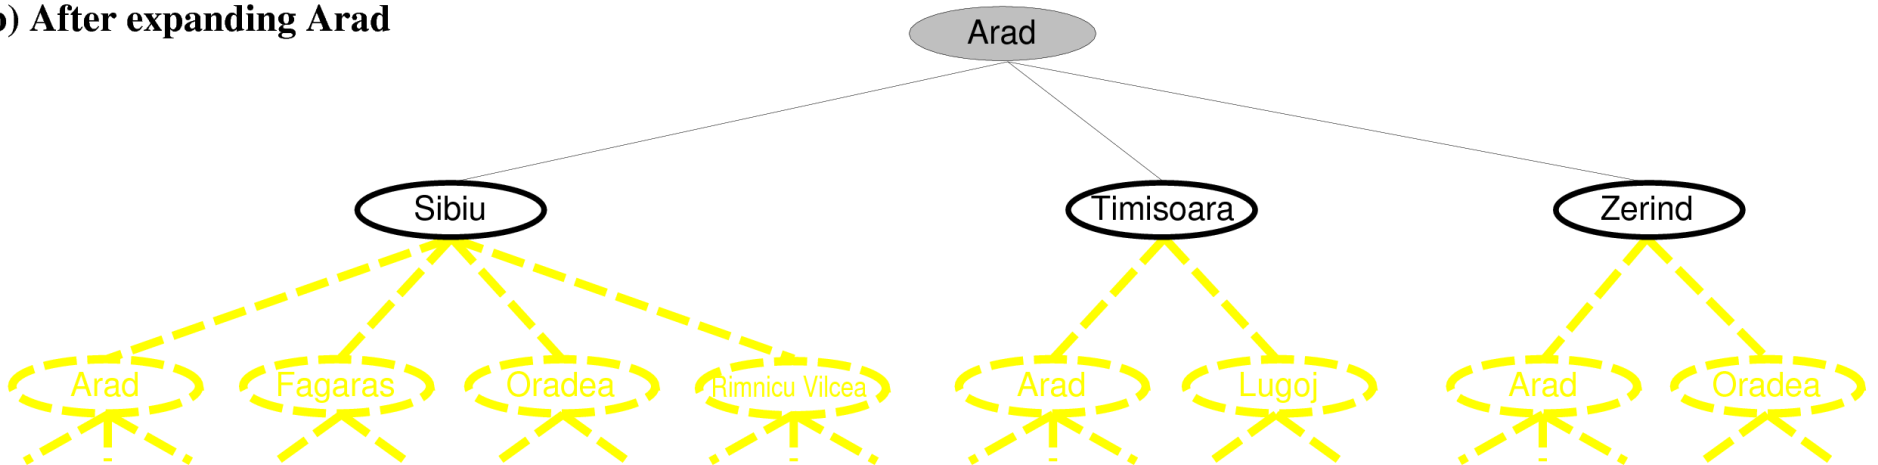 b) After expanding Arad
Arad
Sibiu Timisoara Zerind
Arad Fagaras Oradea Rimnicu Vilcea Arad Lugoj Arad Oradea